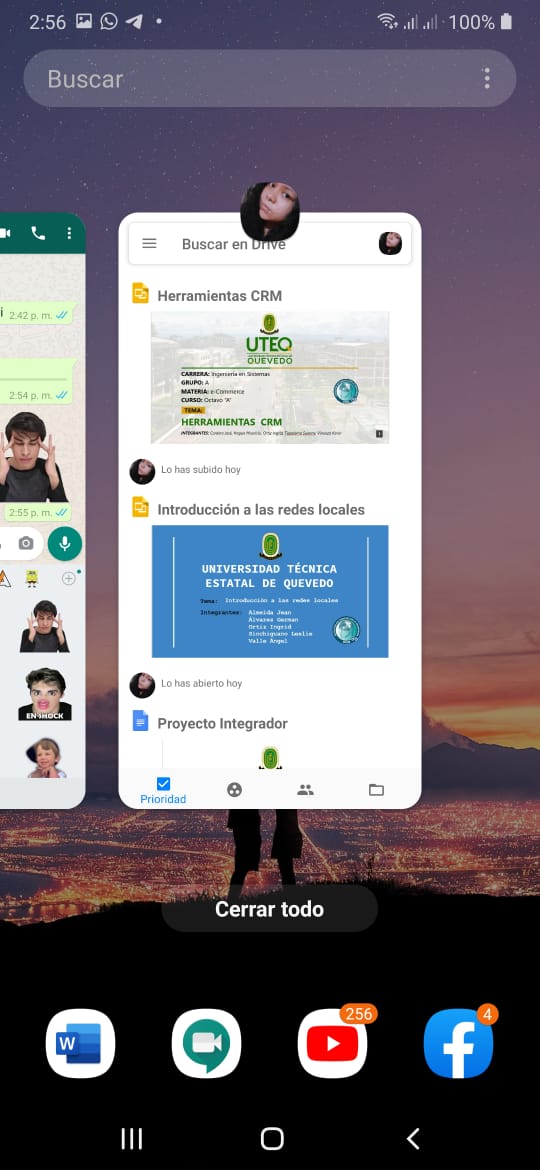 2:56
100%
Buscar
2:42 p. m.
2:54 p. m.
2:55 p. m.
EN SHOCK
Buscar en Drive
Herramientas CRM
UTEQ
QUEVEDO
CARRERA: Ingeniería en Sistemas
GRUPO: A
MATERIA: e-Commerce
CURSO: Octavo "A"
TEMA:
HERRAMIENTAS CRM
INTEGRANTES:
Lo has subido hoy
Introducción a las redes locales
UNIVERSIDAD TÉCNICA
ESTATAL DE QUEVEDO
Tema: Introducción a las redes locales
Integrantes: Almeida Jean
Álvarez German
Ortiz Ingrid
Sinchiguano Leslie
Valle Ángel
Lo has abierto hoy
Proyecto Integrador
Prioridad
Cerrar todo
W
256
4